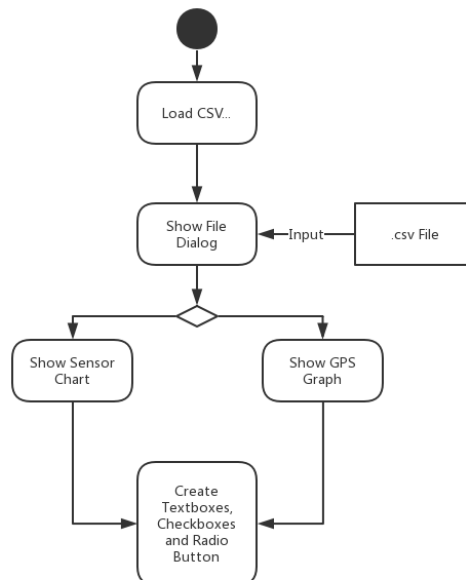 Load CSV...
Show File
Dialog
Input
.csv File
Show Sensor
Chart
Show GPS
Graph
Create
Textboxes,
Checkboxes
and Radio
Button